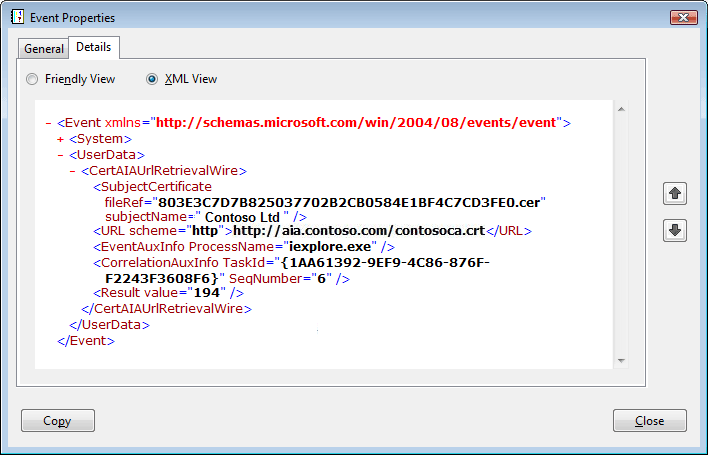 Event Properties
General Details
Friendly View XML View
- <Event xmlns="http://schemas.microsoft.com/win/2004/08/events/event">
+ <System>
- <UserData>
- <CertAIAUrlRetrievalWire>
<SubjectCertificate
fileRef="803E3C7D7B825037702B2CB0584E1BF4C7CD3FE0.cer"
subjectName=" Contoso Ltd " />
<URL scheme="http">http://aia.contoso.com/contosoca.crt</URL>
<EventAuxInfo ProcessName="iexplore.exe" />
<CorrelationAuxInfo TaskId="{1AA61392-9EF9-4C86-876F-
F2243F3608F6}" SeqNumber="6" />
<Result value="194" />
</CertAIAUrlRetrievalWire>
</UserData>
</Event>
Copy Close